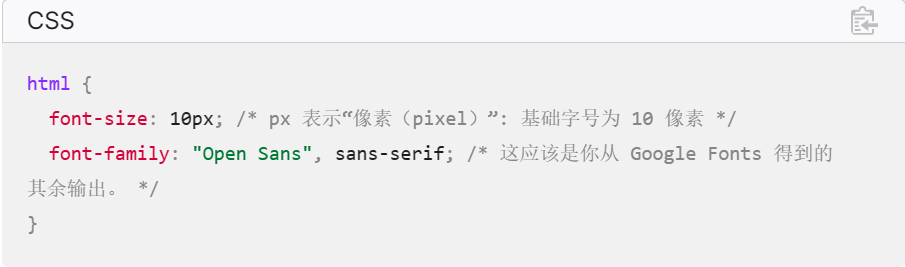 CSS
html {
font-size: 10px; /* px 表示“像素（pixel）”: 基础字号为 10 像素 */
font-family: "Open Sans", sans-serif; /* 这应该是你从 Google Fonts 得到的
其余输出。 */
}